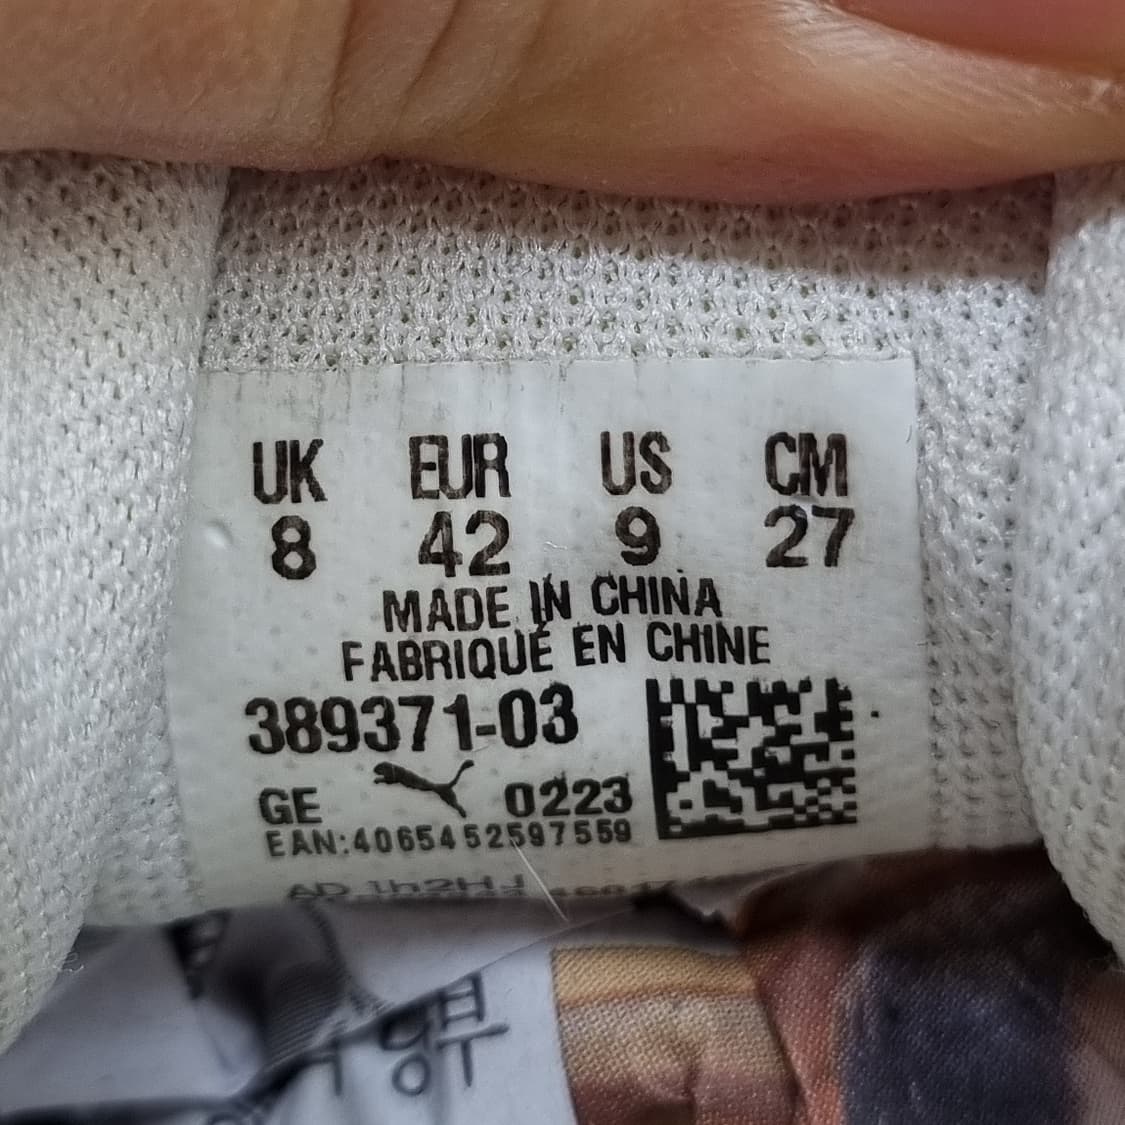 UK EUR US CM
8 42 9 27
MADE IN CHINA
FABRIQUÉ EN CHINE
389371-03
GE 0223
EAN:4065452597559